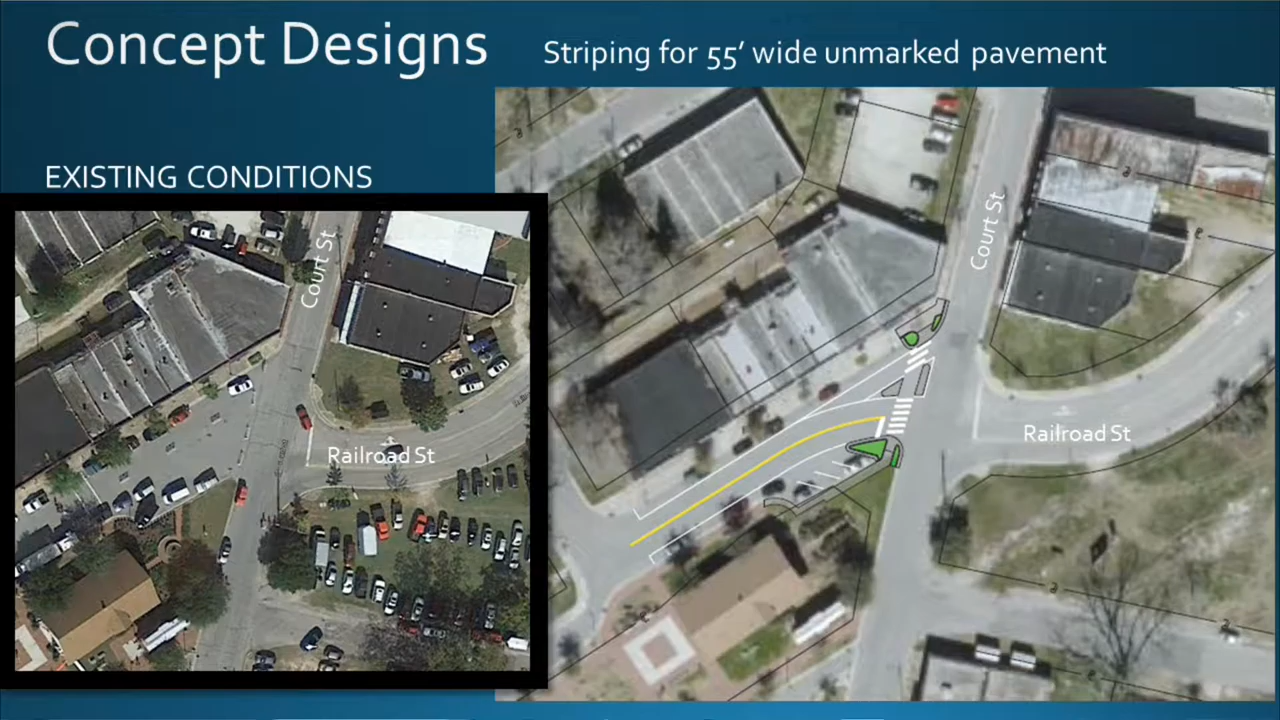 Concept Designs
Striping for 55' wide unmarked pavement
EXISTING CONDITIONS
Court St
Railroad St
Court St
Railroad St